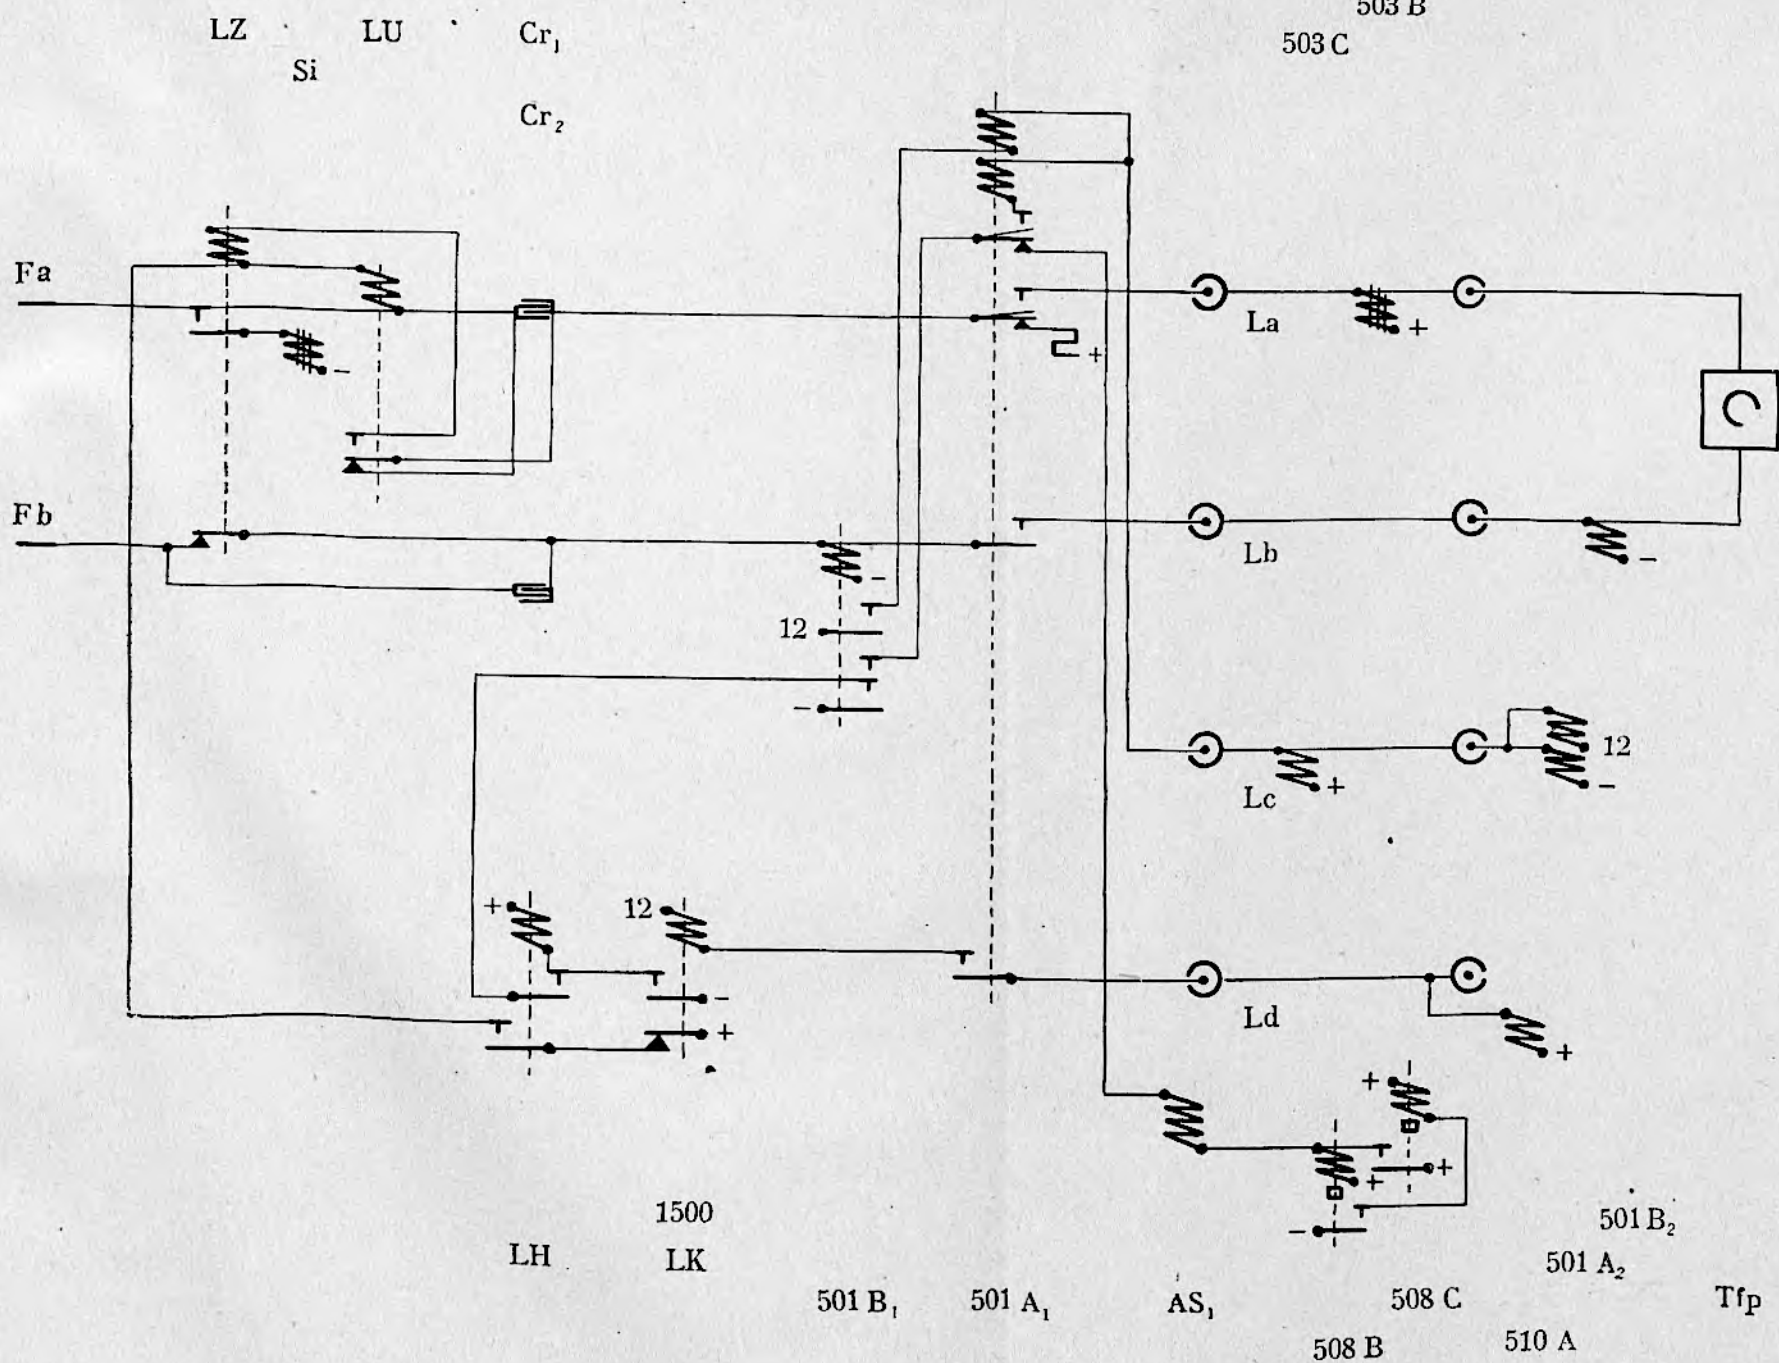 503 B
LZ LU Cr₁ 503 C
Si
Cr₂
Fa
La +
+
-
Fb
Lb -
-
12
-
12
Lc + -
+ 12
-
+
Ld
+
+
+
+
-
1500
501 B₂
LH LK
501 A₂
501 B₁ 501 A₁ AS₁ 508 C Tfp
508 B 510 A